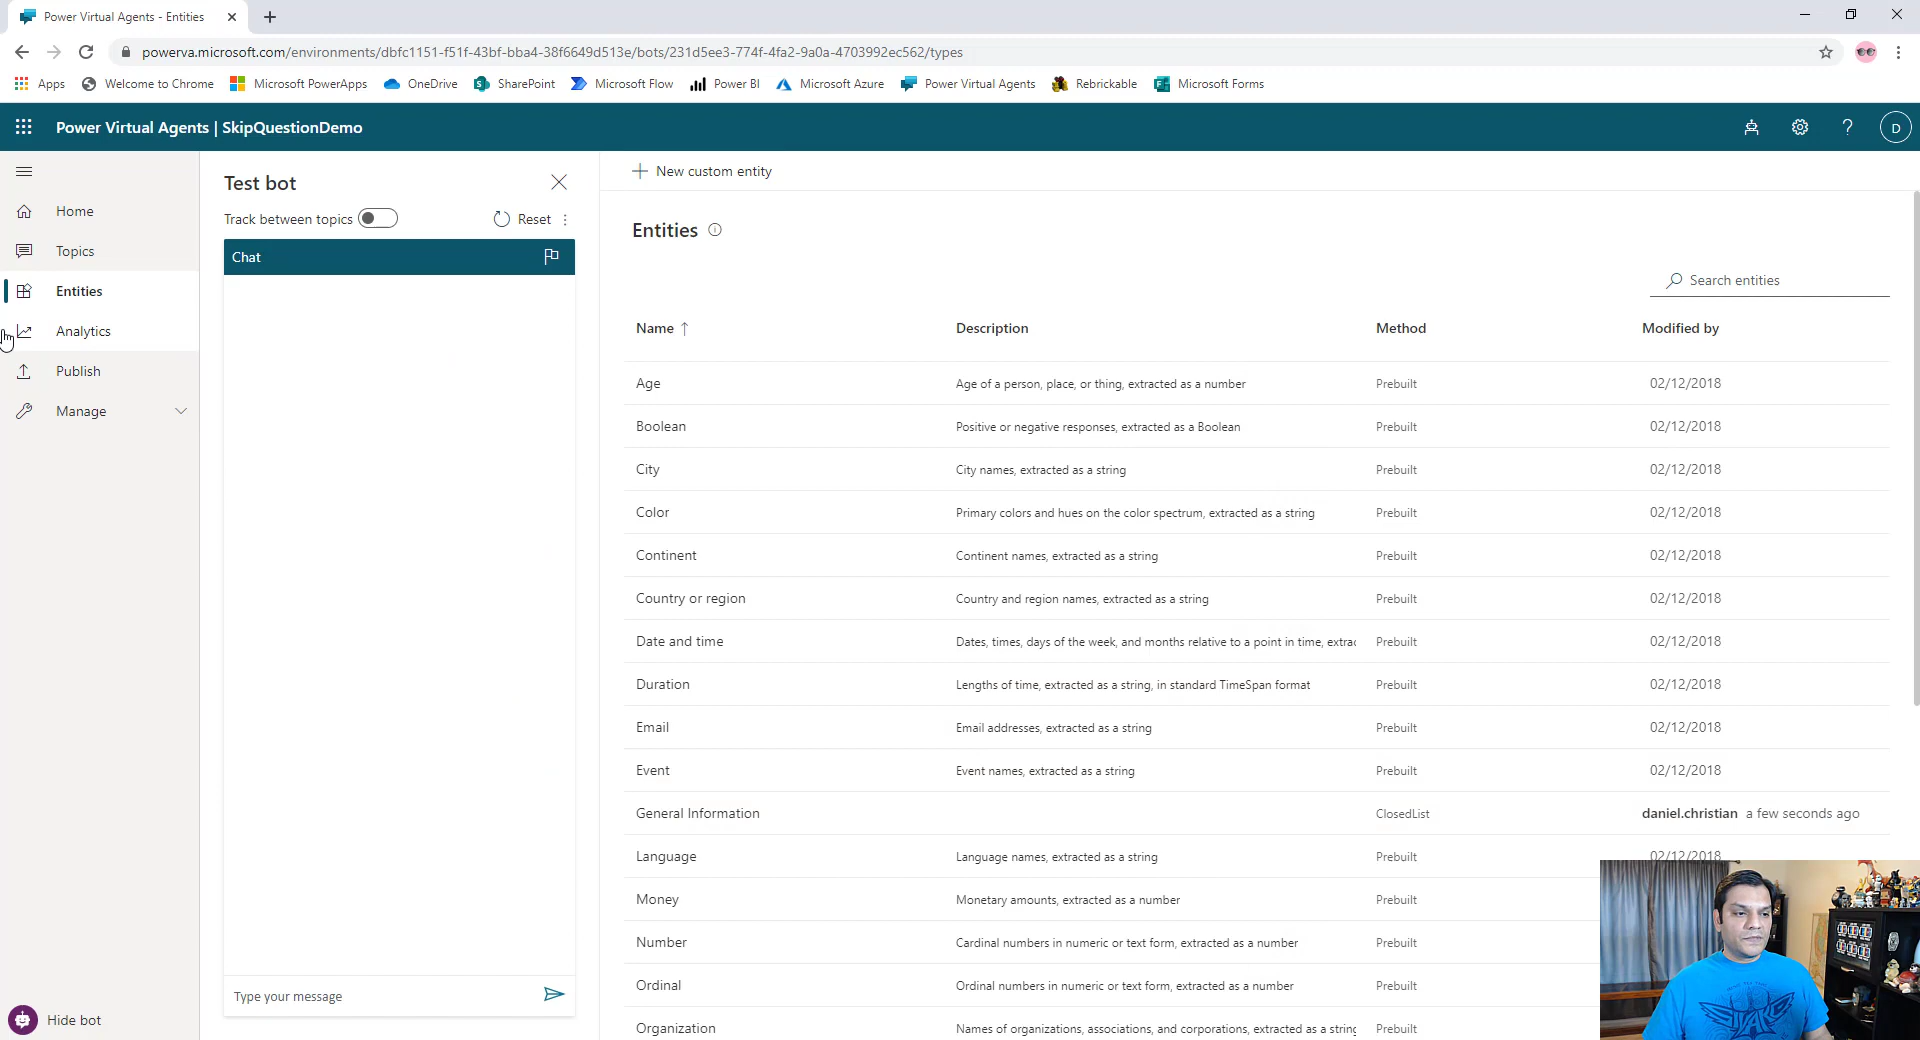 Power Virtual Agents - Entities
powerva.microsoft.com/environments/dbfc1151-f51f-43bf-bba4-38f6649d513e/bots/231d5ee3-774f-4fa2-9a0a-4703992ec562/types
Apps Welcome to Chrome Microsoft PowerApps OneDrive SharePoint Microsoft Flow Power BI Microsoft Azure Power Virtual Agents Rebrickable Microsoft Forms
Power Virtual Agents | SkipQuestionDemo
D
Home
Topics
Entities
Analytics
Publish
Manage
Hide bot
Test bot
Track between topics Reset
Chat
Type your message
New custom entity
Entities
Search entities
Name Description Method Modified by
Age Age of a person, place, or thing, extracted as a number Prebuilt 02/12/2018
Boolean Positive or negative responses, extracted as a Boolean Prebuilt 02/12/2018
City City names, extracted as a string Prebuilt 02/12/2018
Color Primary colors and hues on the color spectrum, extracted as a string Prebuilt 02/12/2018
Continent Continent names, extracted as a string Prebuilt 02/12/2018
Country or region Country and region names, extracted as a string Prebuilt 02/12/2018
Date and time Dates, times, days of the week, and months relative to a point in time, extrac Prebuilt 02/12/2018
Duration Lengths of time, extracted as a string, in standard TimeSpan format Prebuilt 02/12/2018
Email Email addresses, extracted as a string Prebuilt 02/12/2018
Event Event names, extracted as a string Prebuilt 02/12/2018
General Information ClosedList daniel.christian a few seconds ago
Language Language names, extracted as a string Prebuilt 02/12/2018
Money Monetary amounts, extracted as a number Prebuilt
Number Cardinal numbers in numeric or text form, extracted as a number Prebuilt
Ordinal Ordinal numbers in numeric or text form, extracted as a number Prebuilt
Organization Names of organizations, associations, and corporations, extracted as a string Prebuilt